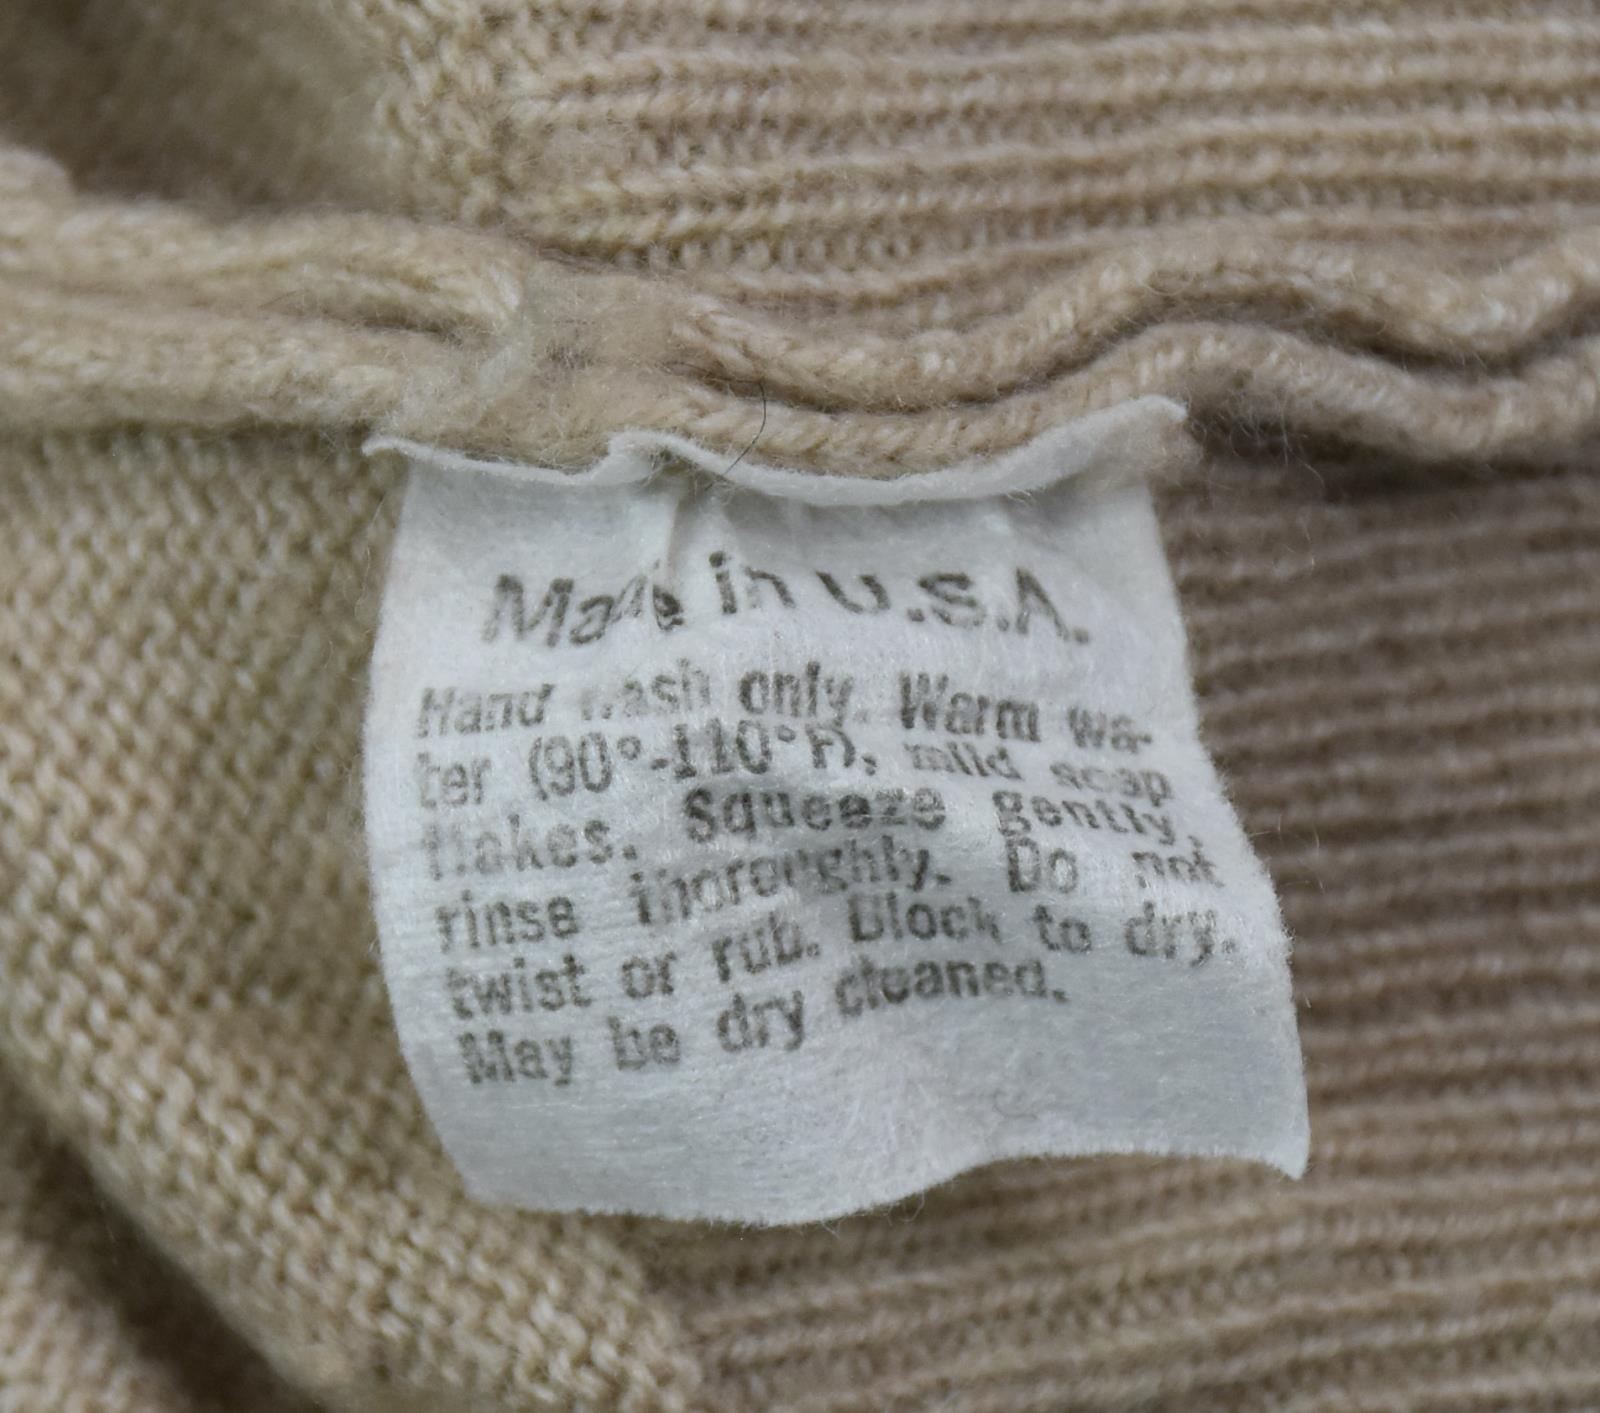 Made in U.S.A.
Hand wash only. Warm wa-
ter (90°-110°F), mild soap
flakes. Squeeze gently,
rinse thoroughly. Do not
twist or rub. Block to dry.
May be dry cleaned.